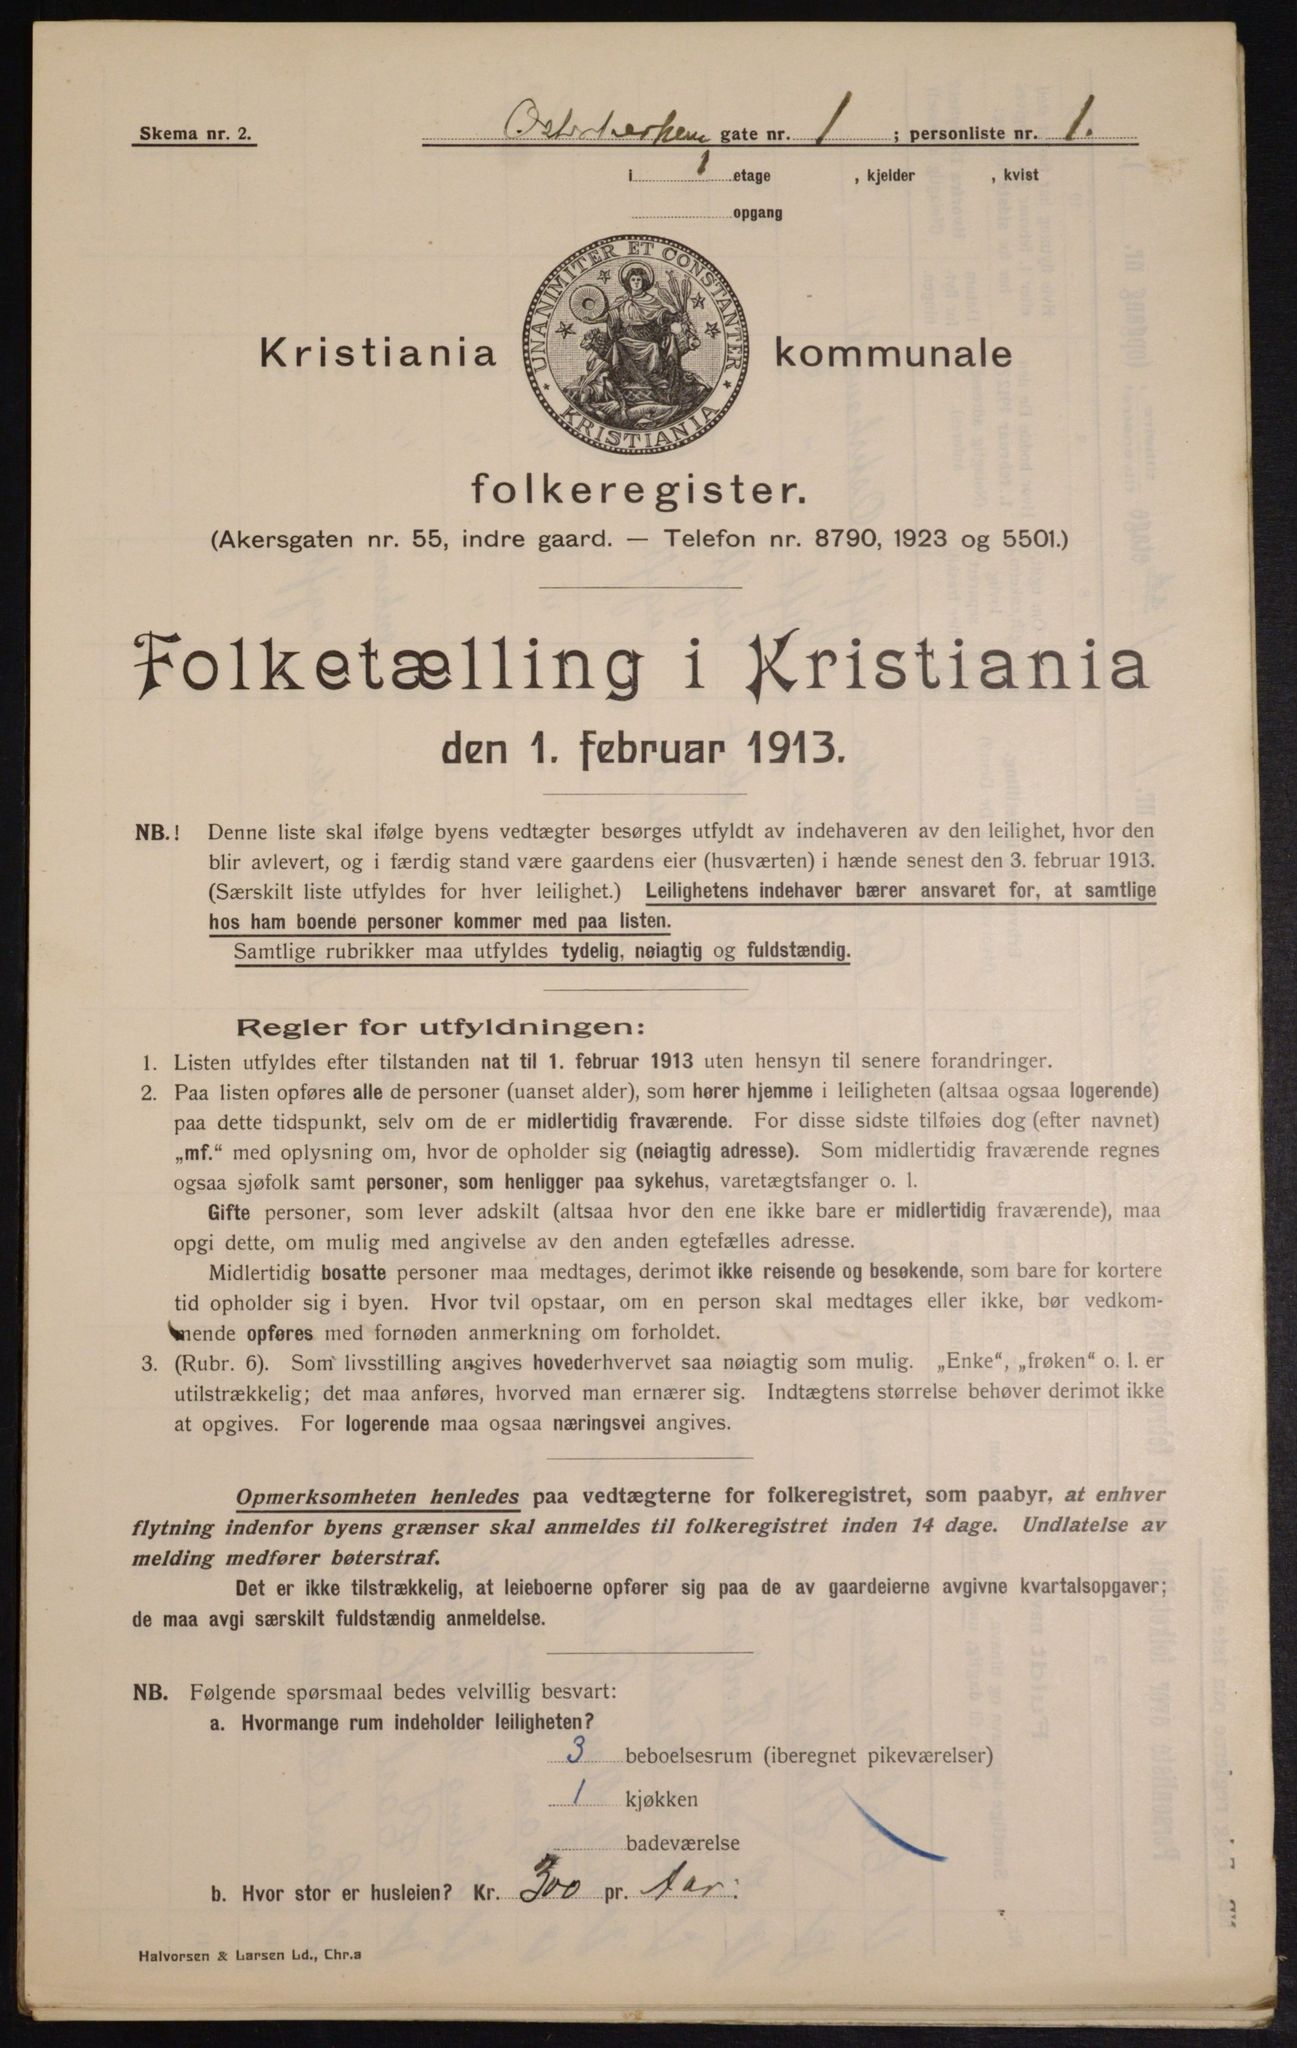 Skema nr. 2.
gate nr. 1 ; personliste nr. 1.
i 1 etage , kjelder , kvist
opgang
UNANIMITER ET CONSTANTER
KRISTIANIA
Kristiania kommunale
folkeregister.
(Akersgaten nr. 55, indre gaard. — Telefon nr. 8790, 1923 og 5501.)
Folketælling i Kristiania
den 1. februar 1913.
NB.! Denne liste skal ifølge byens vedtægter besørges utfyldt av indehaveren av den leilighet, hvor den
blir avlevert, og i færdig stand være gaardens eier (husværten) i hænde senest den 3. februar 1913.
(Særskilt liste utfyldes for hver leilighet.) Leilighetens indehaver bærer ansvaret for, at samtlige
hos ham boende personer kommer med paa listen.
Samtlige rubrikker maa utfyldes tydelig, nøiagtig og fuldstændig.
Regler for utfyldningen:
1. Listen utfyldes efter tilstanden nat til 1. februar 1913 uten hensyn til senere forandringer.
2. Paa listen opføres alle de personer (uanset alder), som hører hjemme i leiligheten (altsaa ogsaa logerende)
paa dette tidspunkt, selv om de er midlertidig fraværende. For disse sidste tilføies dog (efter navnet)
„mf.“ med oplysning om, hvor de opholder sig (nøiagtig adresse). Som midlertidig fraværende regnes
ogsaa sjøfolk samt personer, som henligger paa sykehus, varetægtsfanger o. l.
Gifte personer, som lever adskilt (altsaa hvor den ene ikke bare er midlertidig fraværende), maa
opgi dette, om mulig med angivelse av den anden egtefælles adresse.
Midlertidig bosatte personer maa medtages, derimot ikke reisende og besøkende, som bare for kortere
tid opholder sig i byen. Hvor tvil opstaar, om en person skal medtages eller ikke, bør vedkom-
mende opføres med fornøden anmerkning om forholdet.
3. (Rubr. 6). Som livsstilling angives hovederhvervet saa nøiagtig som mulig. „Enke“, „frøken“ o. l. er
utilstrækkelig; det maa anføres, hvorved man ernærer sig. Indtægtens størrelse behøver derimot ikke
at opgives. For logerende maa ogsaa næringsvei angives.
Opmerksomheten henledes paa vedtægterne for folkeregistret, som paabyr, at enhver
flytning indenfor byens grænser skal anmeldes til folkeregistret inden 14 dage. Undlatelse av
melding medfører bøterstraf.
Det er ikke tilstrækkelig, at leieboerne opfører sig paa de av gaardeierne avgivne kvartalsopgaver;
de maa avgi særskilt fuldstændig anmeldelse.
NB. Følgende spørsmaal bedes velvillig besvart:
a. Hvormange rum indeholder leiligheten?
3 beboelsesrum (iberegnet pikeværelser)
1 kjøkken
badeværelse
b. Hvor stor er husleien? Kr. 300 pr. Aar.
Halvorsen & Larsen Ld., Chr.a